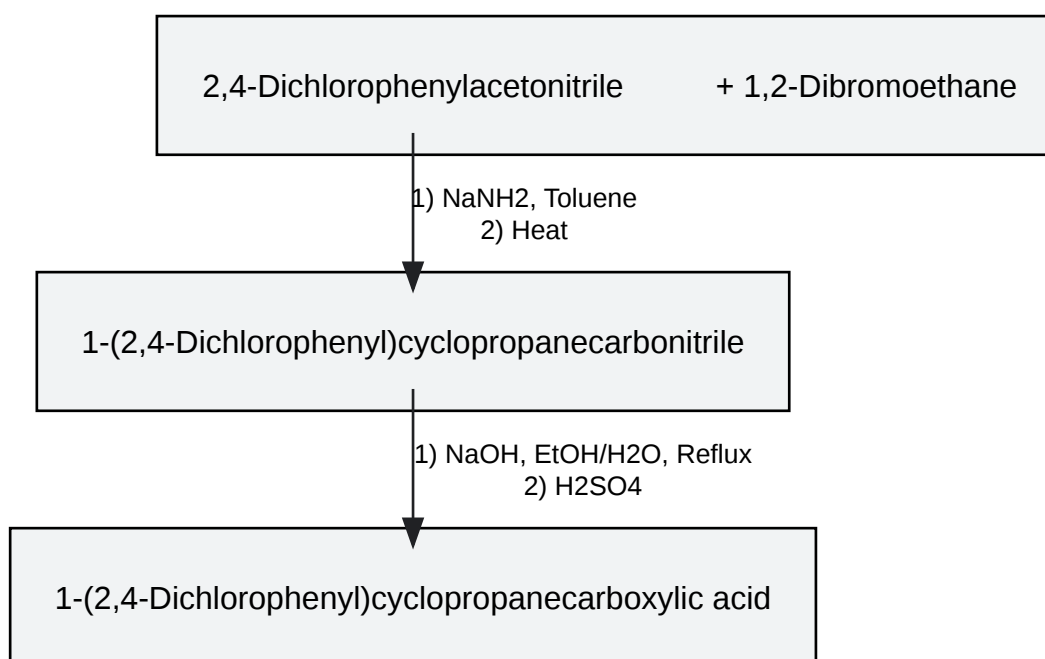 2,4-Dichlorophenylacetonitrile + 1,2-Dibromoethane
1) NaNH2, Toluene
2) Heat
1-(2,4-Dichlorophenyl)cyclopropanecarbonitrile
1) NaOH, EtOH/H2O, Reflux
2) H2SO4
1-(2,4-Dichlorophenyl)cyclopropanecarboxylic acid